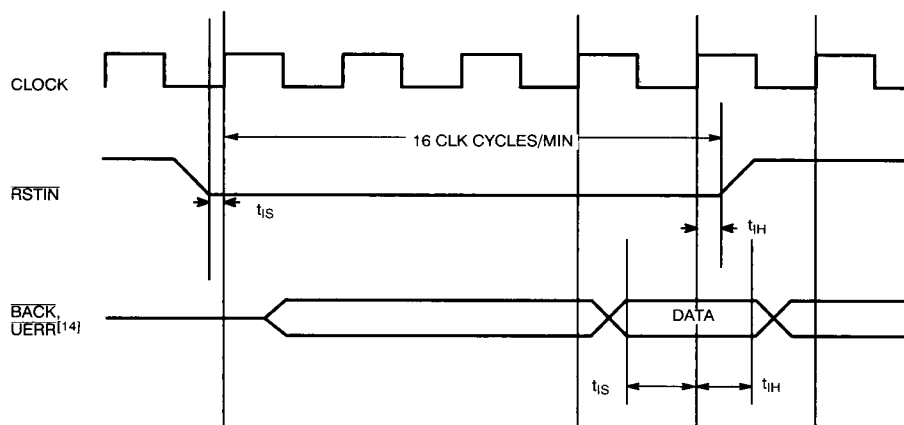 CLOCK
16 CLK CYCLES/MIN
RSTIN
tIS
tIH
BACK,
UERR[14]
DATA
tIS
tIH